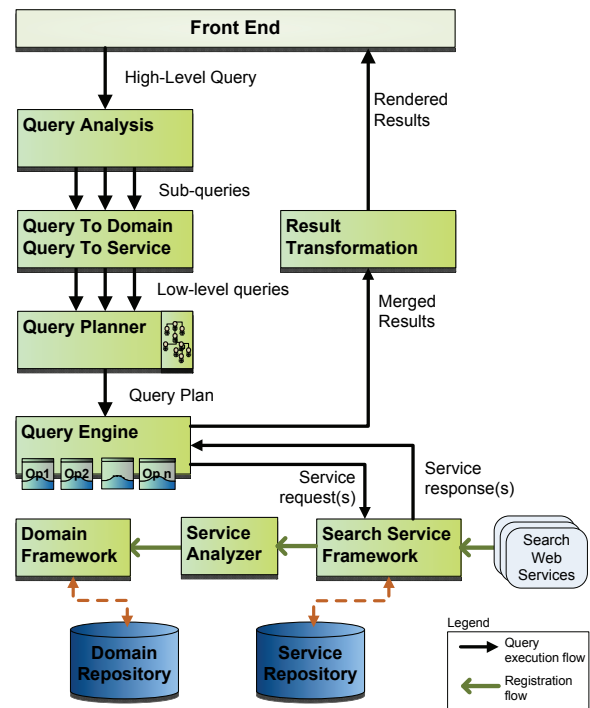 Front End
High-Level Query
Rendered
Results
Query Analysis
Sub-queries
Query To Domain
Query To Service
Result
Transformation
Low-level queries
Merged
Results
Query Planner
Query Plan
Query Engine
Op1
Op2
...
Op.n
Service
request(s)
Service
response(s)
Domain
Framework
Service
Analyzer
Search Service
Framework
Search
Web
Services
Domain
Repository
Service
Repository
Legend
Query
execution flow
Registration
flow